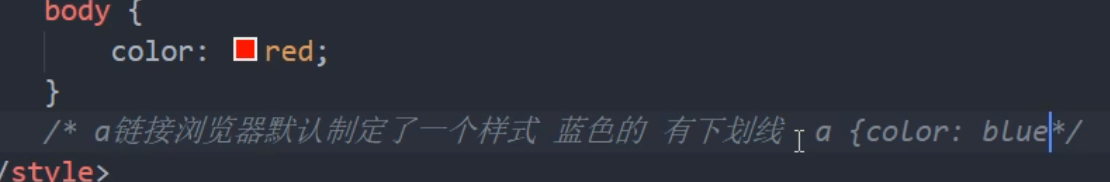 body {
color: red;
}
/* a链接浏览器默认制定了一个样式 蓝色的 有下划线 a {color: blue*/
/style>